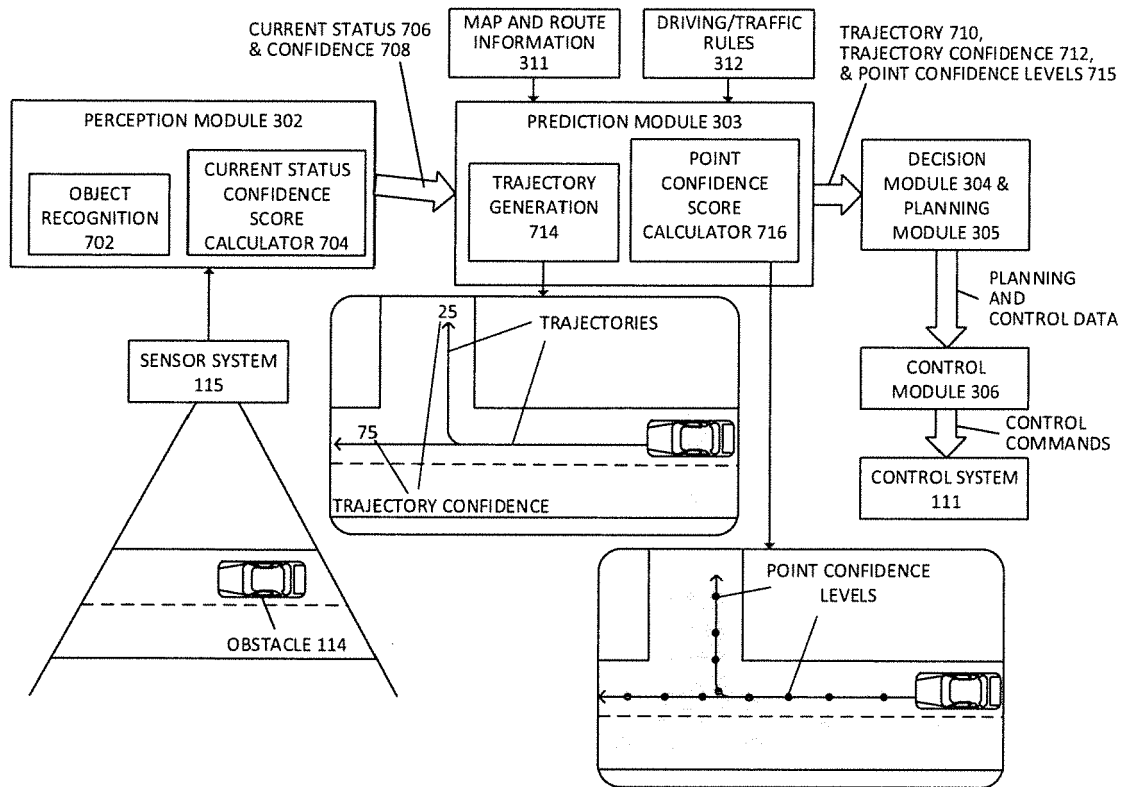 CURRENT STATUS 706
& CONFIDENCE 708
MAP AND ROUTE
INFORMATION
311
DRIVING/TRAFFIC
RULES
312
TRAJECTORY 710,
TRAJECTORY CONFIDENCE 712,
& POINT CONFIDENCE LEVELS 715
PERCEPTION MODULE 302
OBJECT
RECOGNITION
702
CURRENT STATUS
CONFIDENCE
SCORE
CALCULATOR 704
PREDICTION MODULE 303
TRAJECTORY
GENERATION
714
POINT
CONFIDENCE
SCORE
CALCULATOR 716
DECISION
MODULE 304 &
PLANNING
MODULE 305
PLANNING
AND
CONTROL DATA
SENSOR SYSTEM
115
25
TRAJECTORIES
75
TRAJECTORY CONFIDENCE
CONTROL
MODULE 306
CONTROL
COMMANDS
CONTROL SYSTEM
111
OBSTACLE 114
POINT CONFIDENCE
LEVELS